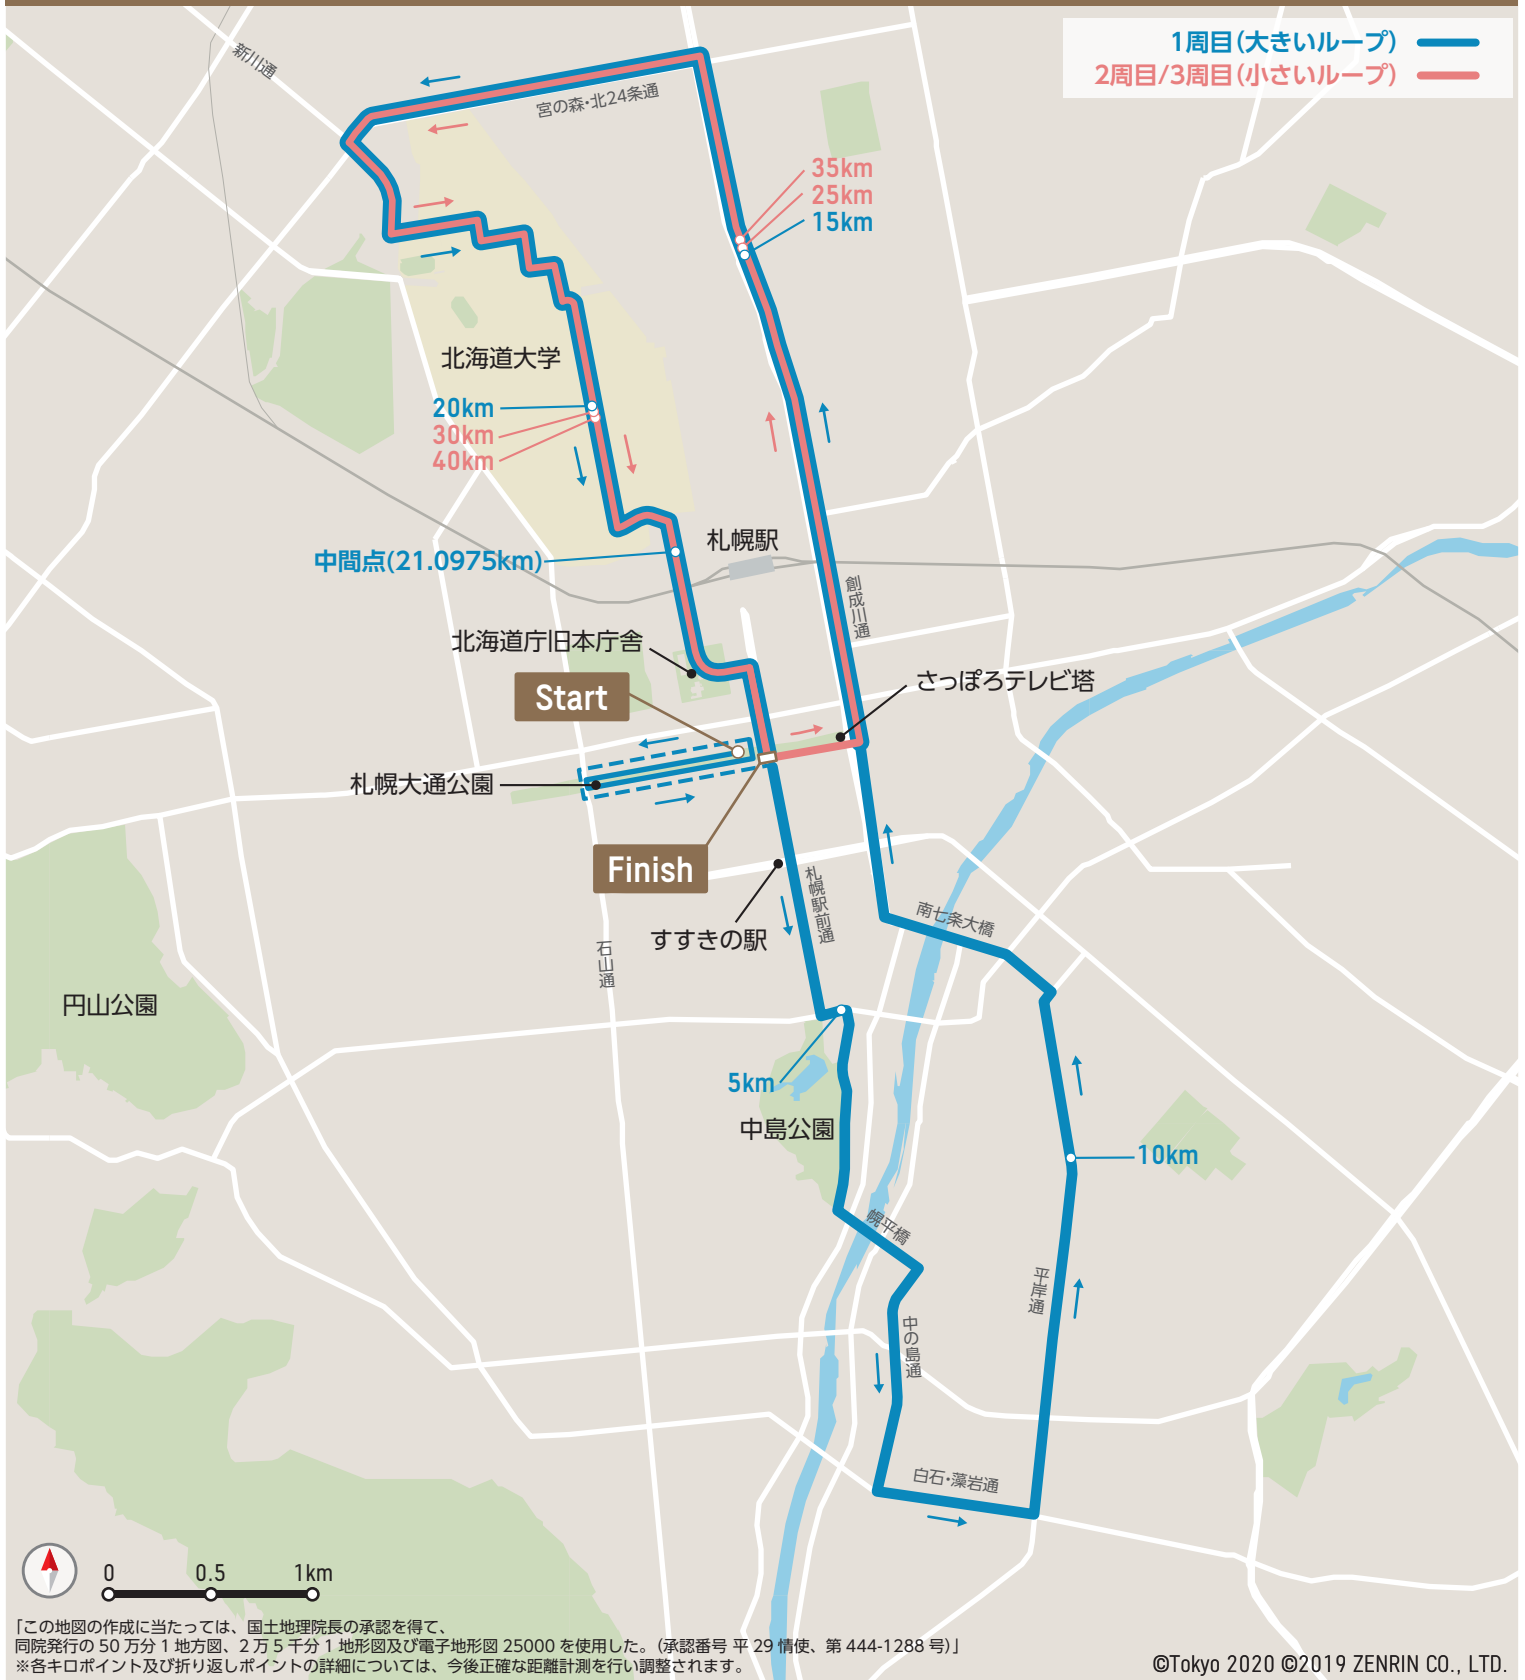 1周目(大きいループ)
2周目/3周目(小さいループ)
新川通
宮の森・北24条通
35km
25km
15km
北海道大学
20km
30km
40km
札幌駅
中間点(21.0975km)
創成川通
北海道庁旧本庁舎
Start
さっぽろテレビ塔
札幌大通公園
Finish
札幌駅前通
南七条大橋
すすきの駅
石山通
円山公園
5km
中島公園
10km
幌平橋
平岸通
中の島通
白石・藻岩通
0 0.5 1km
「この地図の作成に当たっては、国土地理院長の承認を得て、
同院発行の 50 万分 1 地方図、2 万 5 千分 1 地形図及び電子地形図 25000 を使用した。(承認番号 平 29 情使、第 444-1288 号)」
※各キロポイント及び折り返しポイントの詳細については、今後正確な距離計測を行い調整されます。
©Tokyo 2020 ©2019 ZENRIN CO., LTD.